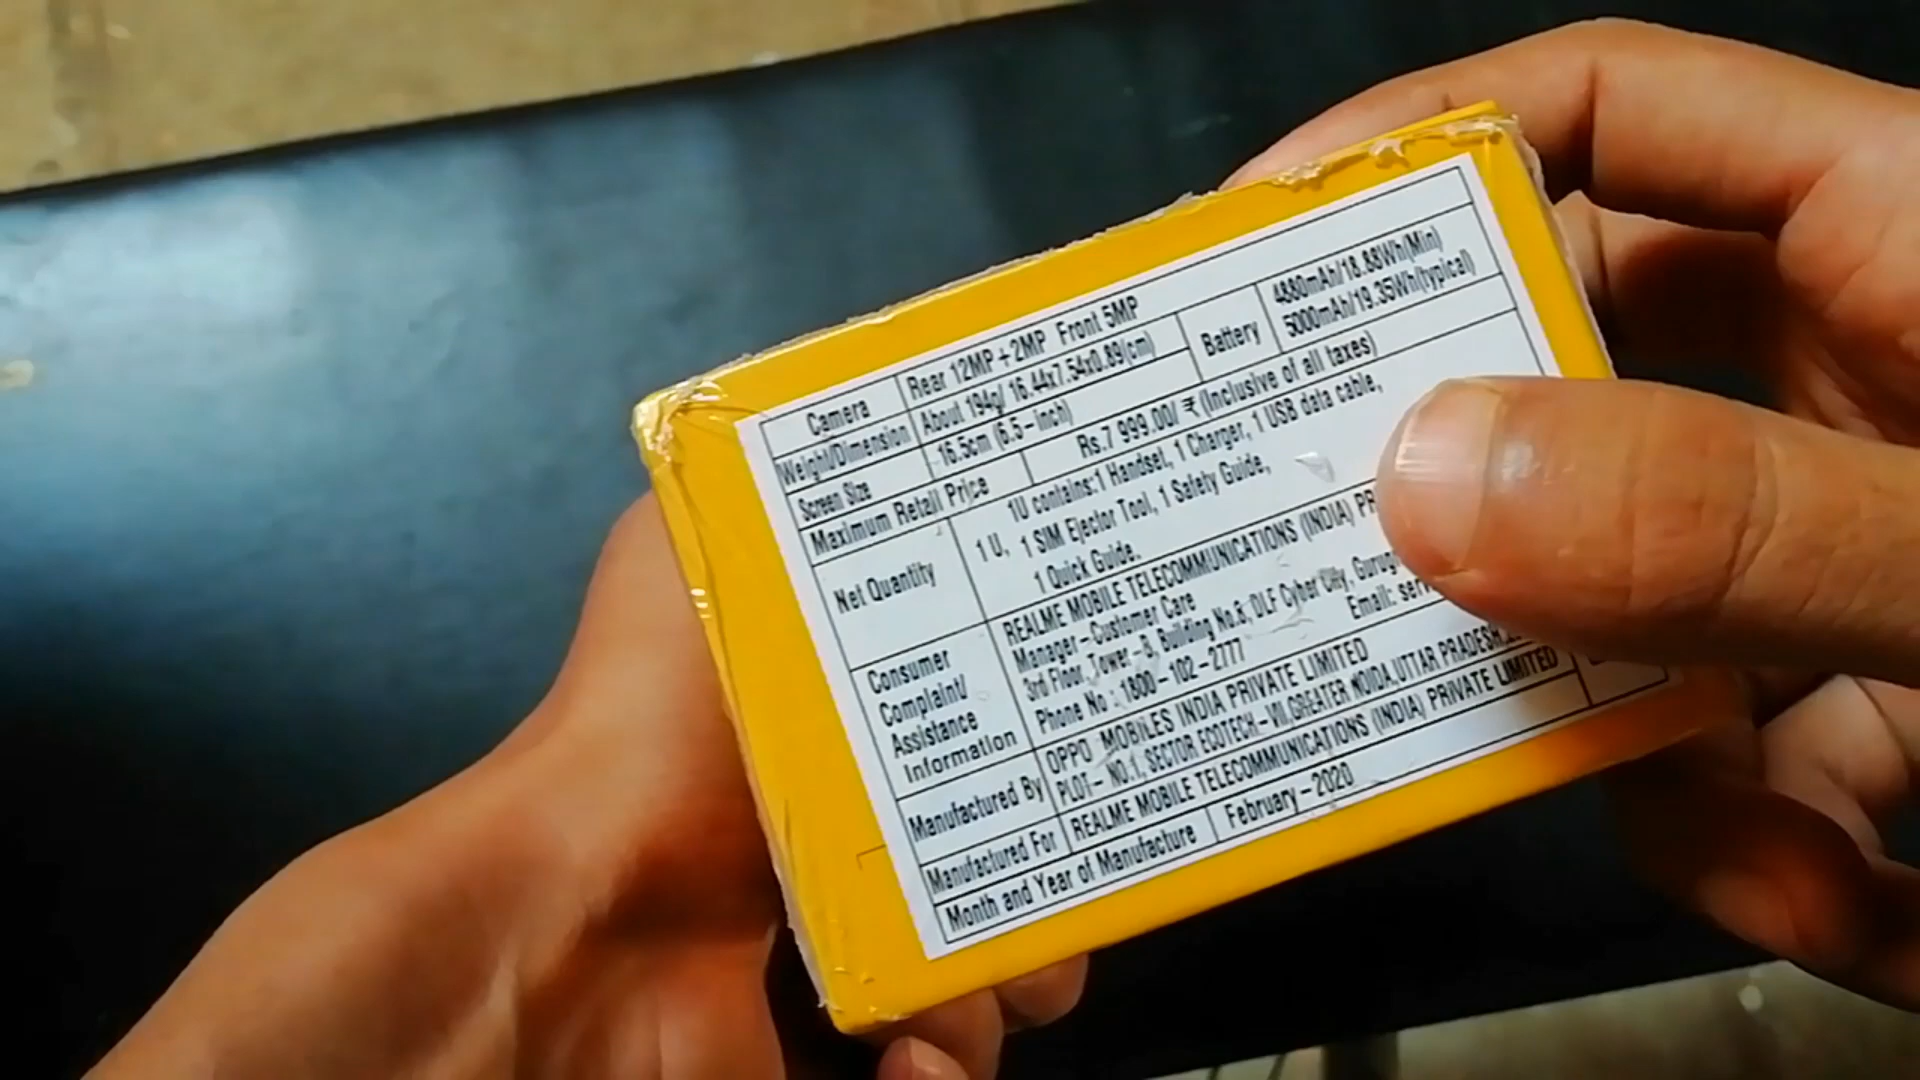 Camera Rear 12MP+2MP Front 5MP
Weight/Dimension About 194g/ 16.44x7.54x0.89(cm)
Screen Size 16.5cm (6.5-inch)
Battery 4880mAh/18.88Wh(Min)
5000mAh/19.35Wh(typical)
Maximum Retail Price Rs.7 999.00/ ₹ (Inclusive of all taxes)
Net Quantity 1 U, 1U contains:1 Handset, 1 Charger, 1 USB data cable,
1 SIM Ejector Tool, 1 Safety Guide,
1 Quick Guide.
Consumer
Complaint/
Assistance
Information
REALME MOBILE TELECOMMUNICATIONS (INDIA)
Manager-Customer Care
3rd Floor, Tower-B, Building No.8, DLF Cyber City,
Phone No : 1800-102-2777 Email:
Manufactured By OPPO MOBILES INDIA PRIVATE LIMITED
PLOT- NO.1, SECTOR ECOTECH-VII,GREATER NOIDA,UTTAR PRADESH
Manufactured For REALME MOBILE TELECOMMUNICATIONS (INDIA) PRIVATE LIMITED
Month and Year of Manufacture February-2020